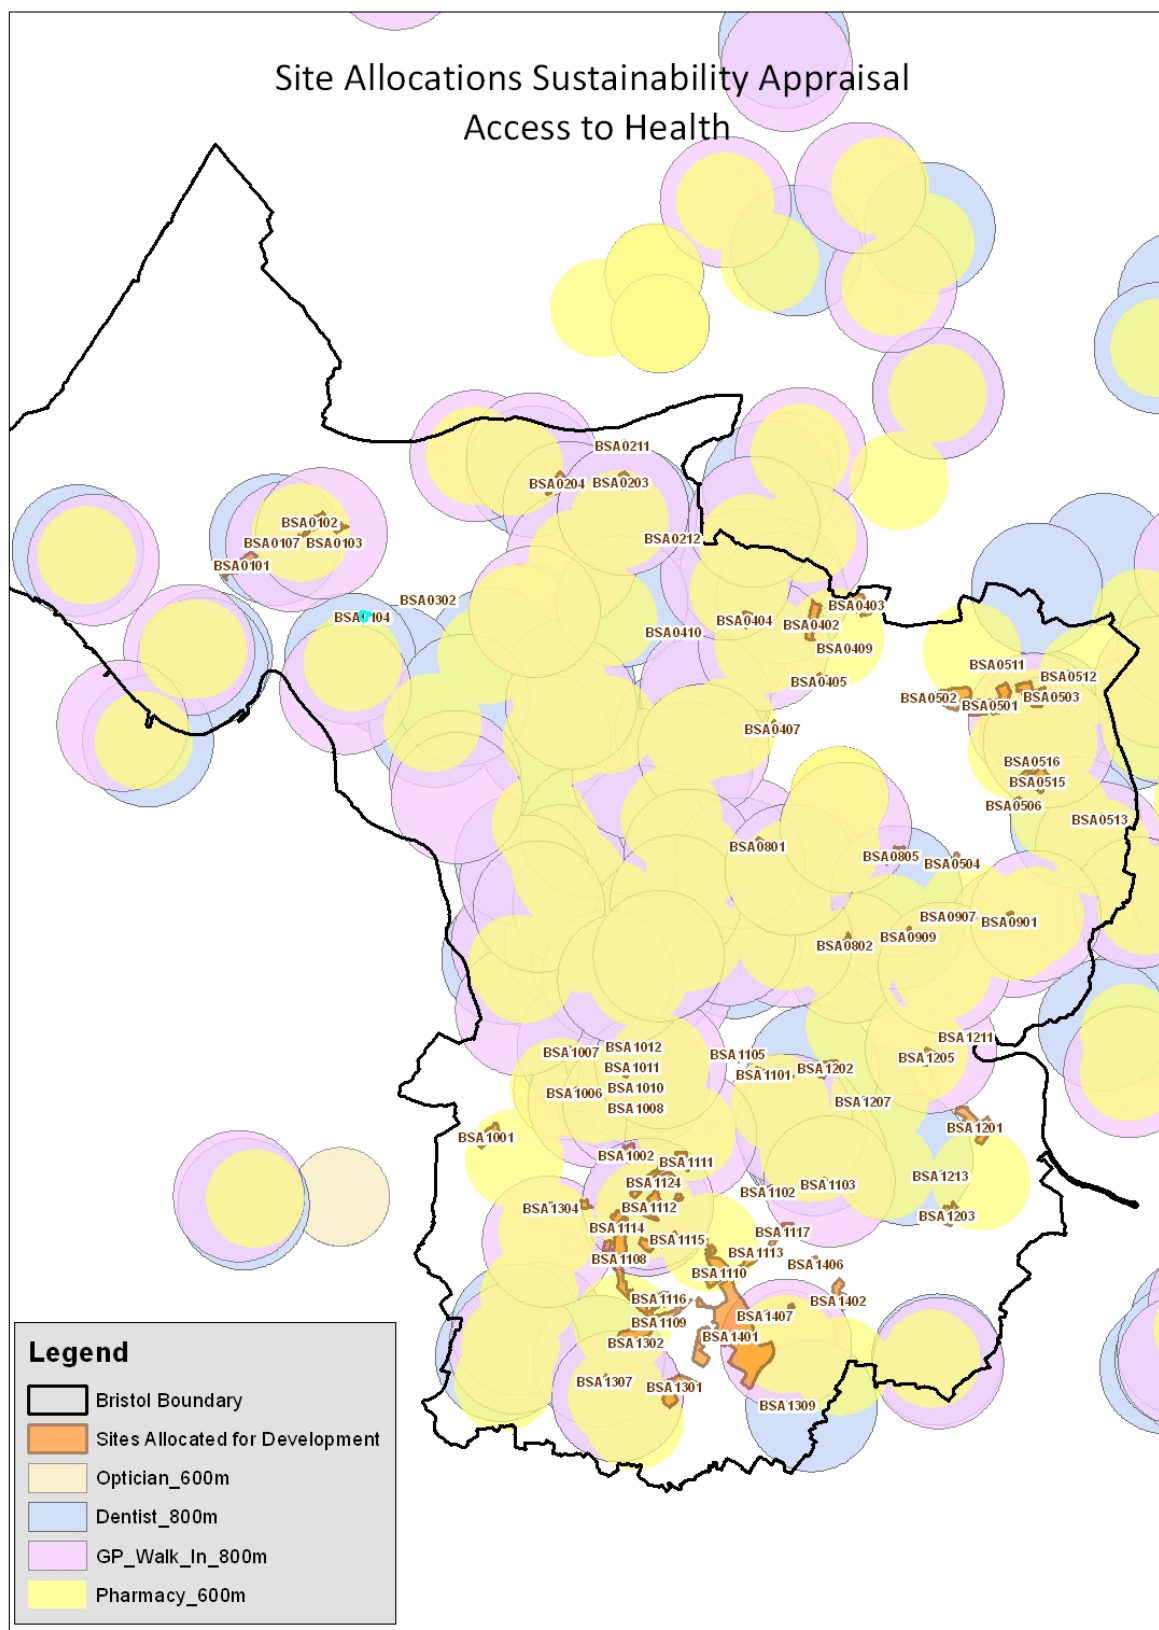 Site Allocations Sustainability Appraisal
Access to Health
BSA0211
BSA0204
BSA0203
BSA0102
BSA0107
BSA0103
BSA0212
BSA0101
BSA0302
BSA0403
BSA0404
BSA0402
BSA0410
BSA0409
BSA0511
BSA0512
BSA0405
BSA0502
BSA0501
BSA0503
BSA0407
BSA0516
BSA0515
BSA0506
BSA0513
BSA0801
BSA0805
BSA0504
BSA0907
BSA0901
BSA0909
BSA0802
BSA1211
BSA1007
BSA1012
BSA1105
BSA1205
BSA1011
BSA1101
BSA1202
BSA1006
BSA1010
BSA1207
BSA1008
BSA1201
BSA1001
BSA1002
BSA1111
BSA1213
BSA1124
BSA1102
BSA1103
BSA1304
BSA1112
BSA1203
BSA1114
BSA1117
BSA1115
BSA1113
BSA1108
BSA1406
BSA1110
BSA1116
BSA1402
BSA1407
BSA1109
BSA1401
BSA1302
BSA1307
BSA1301
BSA1309
Legend
Bristol Boundary
Sites Allocated for Development
Optician_600m
Dentist_800m
GP_Walk_In_800m
Pharmacy_600m